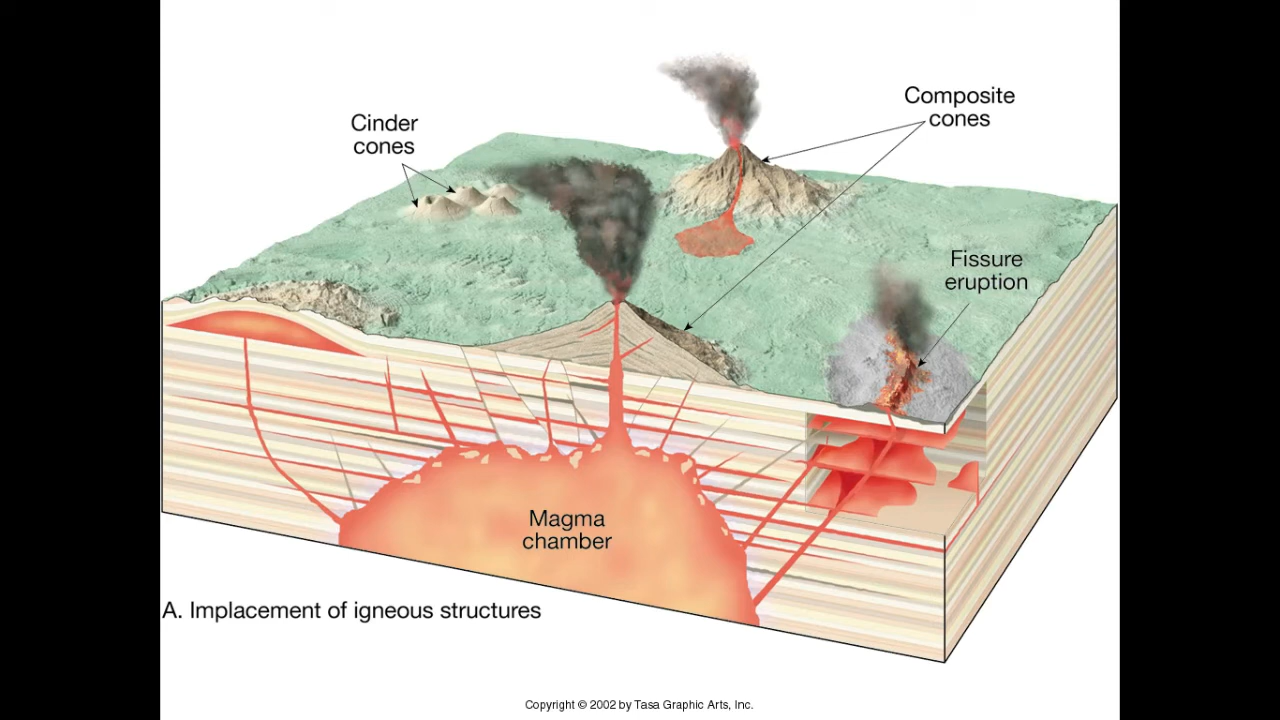 Cinder
cones
Composite
cones
Fissure
eruption
Magma
chamber
A. Implacement of igneous structures
Copyright © 2002 by Tasa Graphic Arts, Inc.